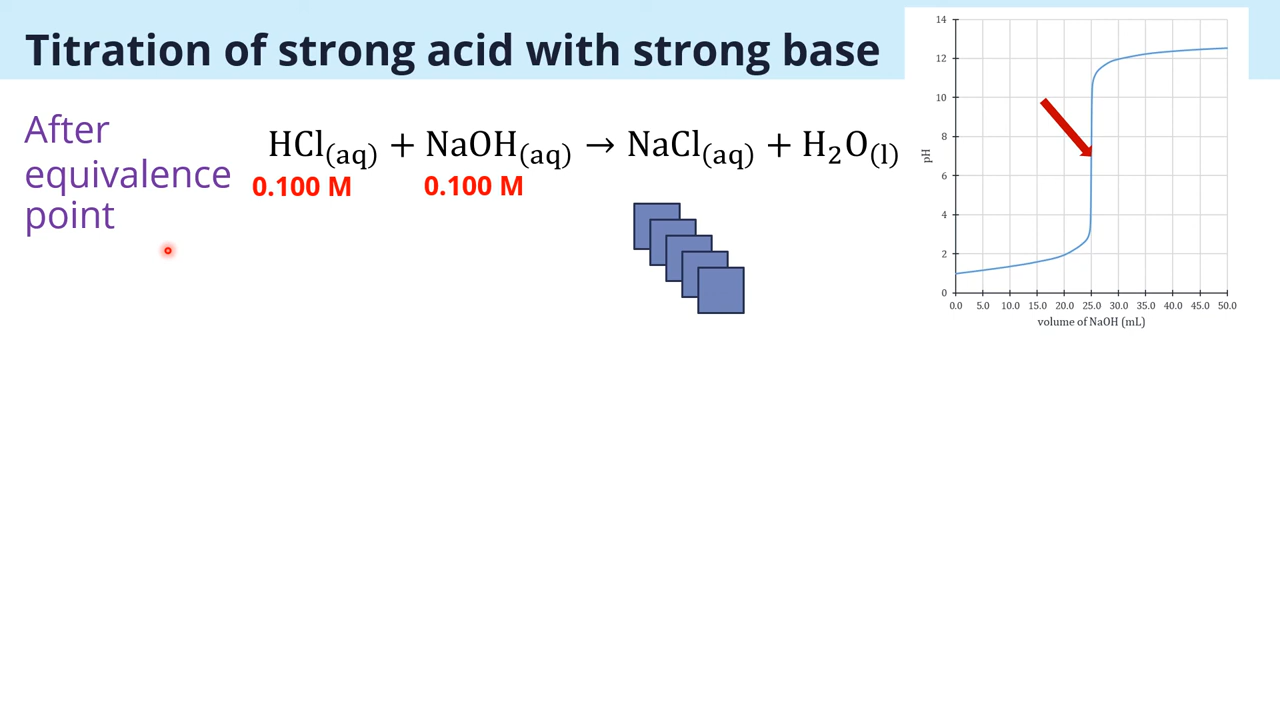 Titration of strong acid with strong base
After
equivalence
point
HCl(aq) + NaOH(aq) → NaCl(aq) + H₂O(l)
0.100 M 0.100 M
14
12
10
8
6
4
2
0
pH
0.0 5.0 10.0 15.0 20.0 25.0 30.0 35.0 40.0 45.0 50.0
volume of NaOH (mL)